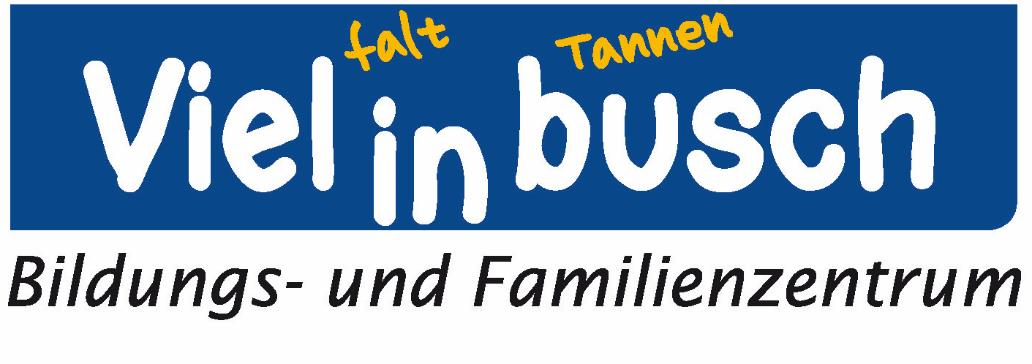 falt Tannen
Viel in busch
Bildungs- und Familienzentrum